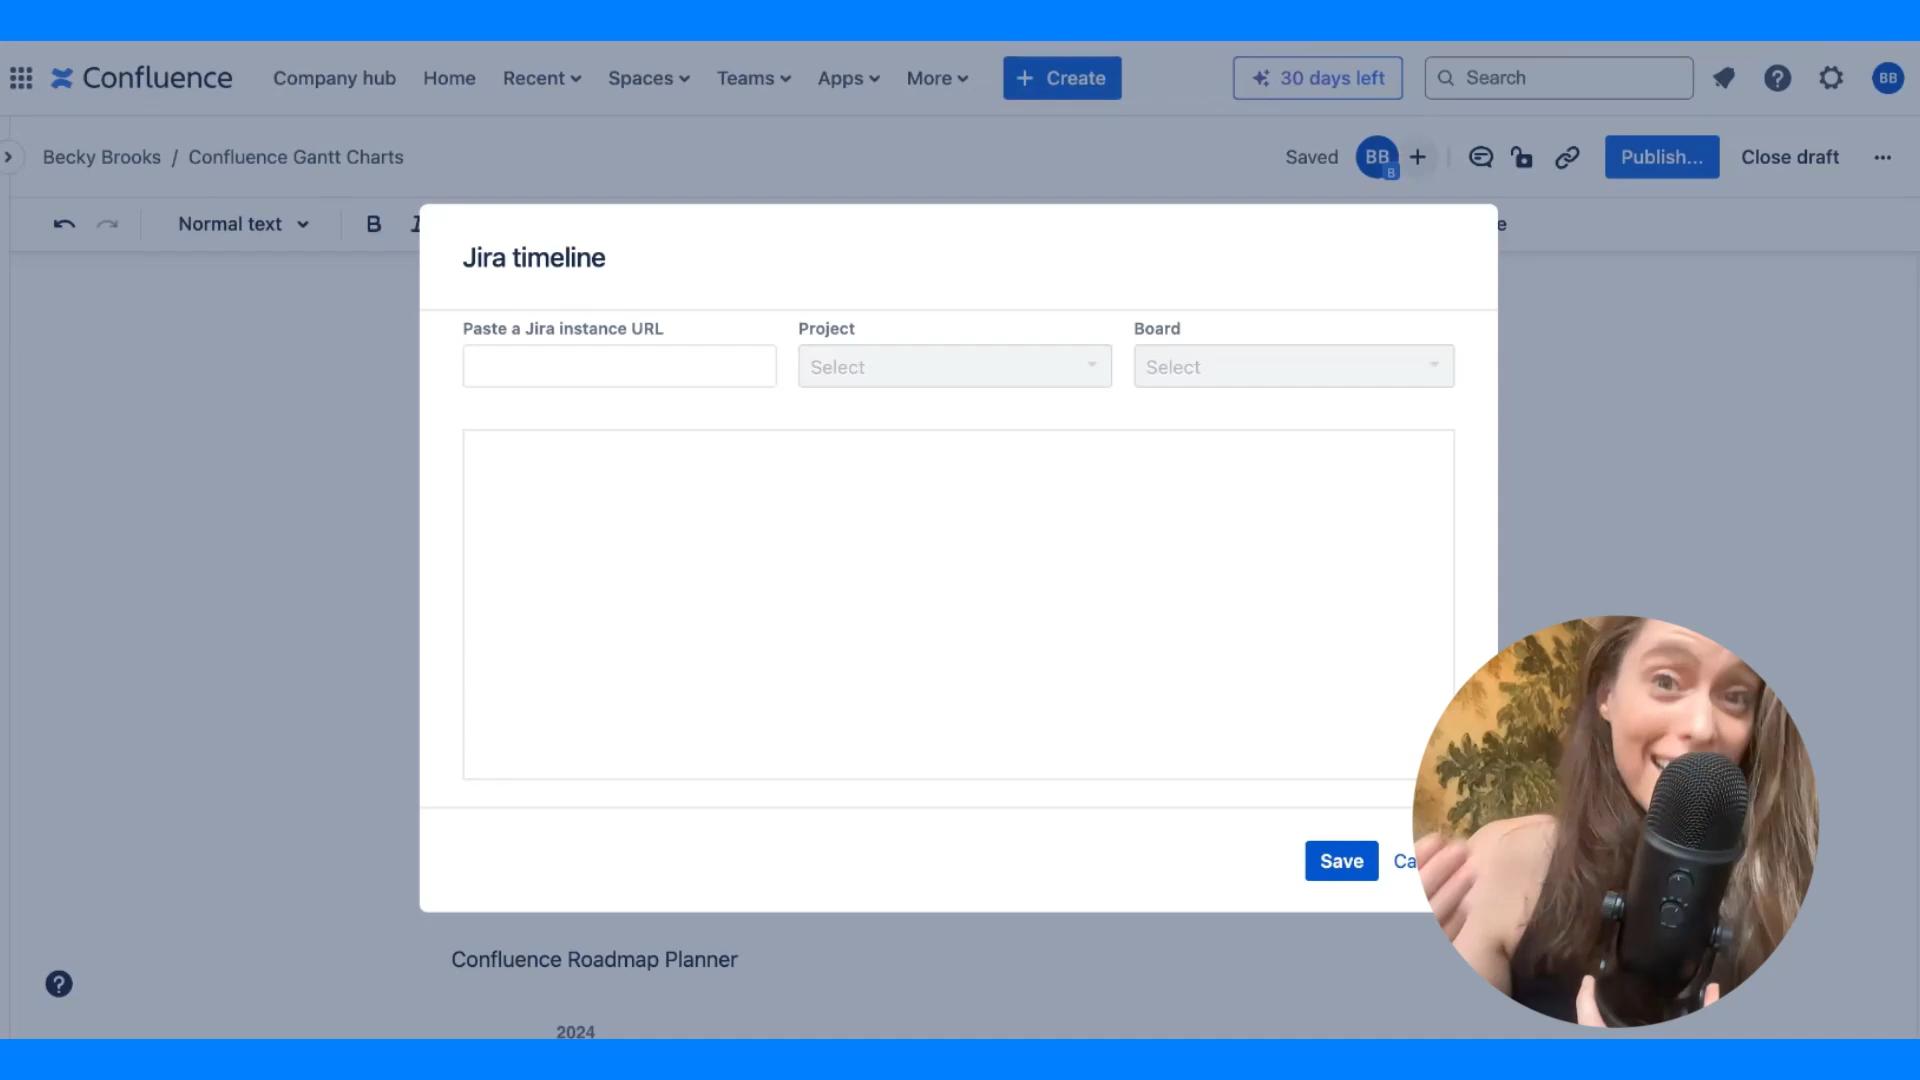 Confluence Company hub Home Recent Spaces Teams Apps More + Create 30 days left Search BB
Becky Brooks / Confluence Gantt Charts Saved BB B + Publish... Close draft
Normal text B I e
Jira timeline
Paste a Jira instance URL Project Board
Select Select
Save Ca
Confluence Roadmap Planner
2024